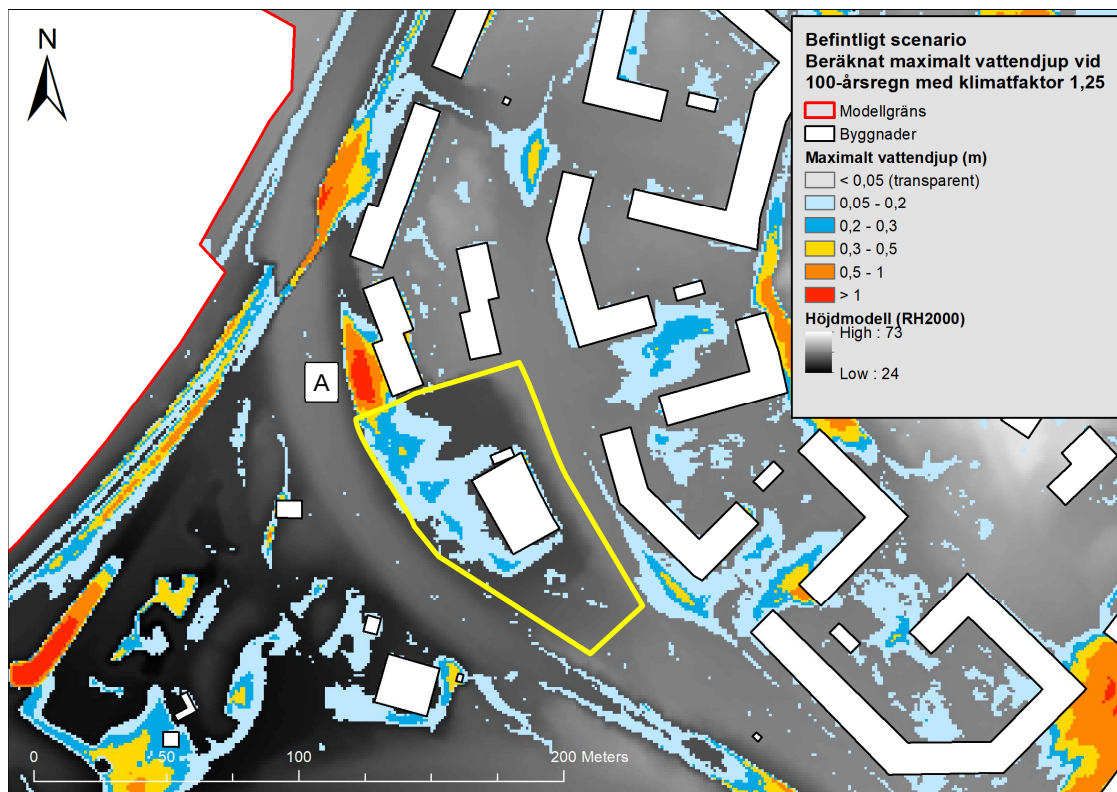 N
Befintligt scenario
Beräknat maximalt vattendjup vid
100-årsregn med klimatfaktor 1,25
Modellgräns
Byggnader
Maximalt vattendjup (m)
< 0,05 (transparent)
0,05 - 0,2
0,2 - 0,3
0,3 - 0,5
0,5 - 1
> 1
Höjdmodell (RH2000)
High : 73
Low : 24
A
0 50 100 200 Meters